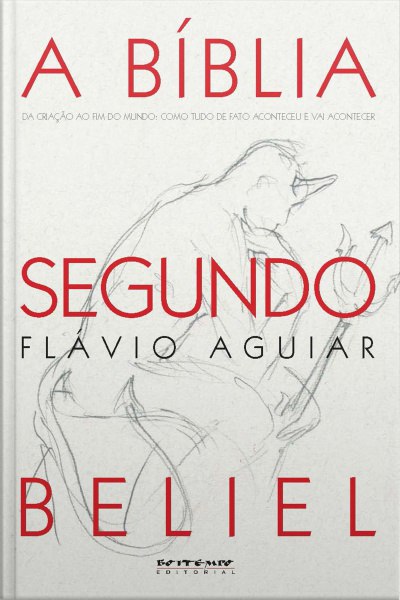 A BÍBLIA
DA CRIAÇÃO AO FIM DO MUNDO: COMO TUDO DE FATO ACONTECEU E VAI ACONTECER
SEGUNDO
FLÁVIO AGUIAR
BELIEL
BOITEMPO
EDITORIAL